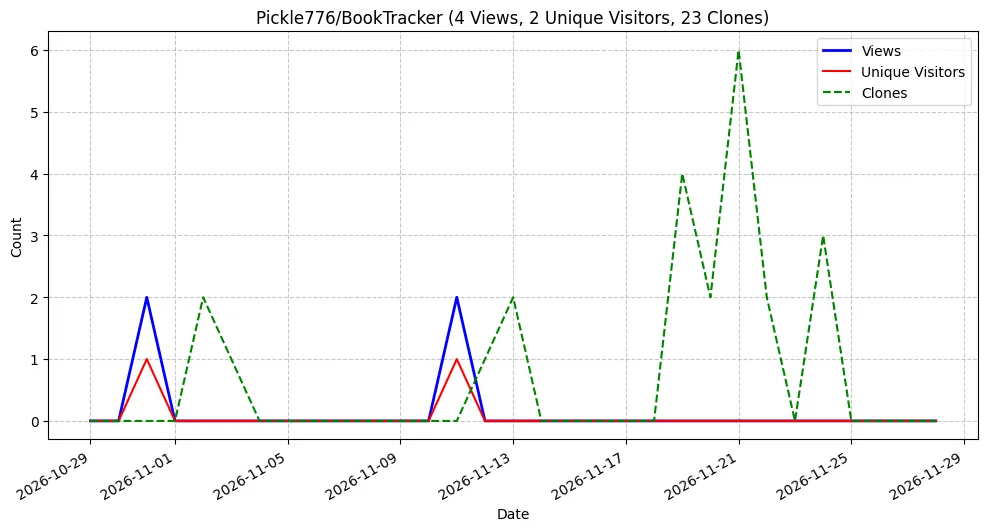 Pickle776/BookTracker (4 Views, 2 Unique Visitors, 23 Clones)
Views
Unique Visitors
Clones
6
5
4
3
2
1
0
Count
2026-10-29
2026-11-01
2026-11-05
2026-11-09
2026-11-13
2026-11-17
2026-11-21
2026-11-25
2026-11-29
Date